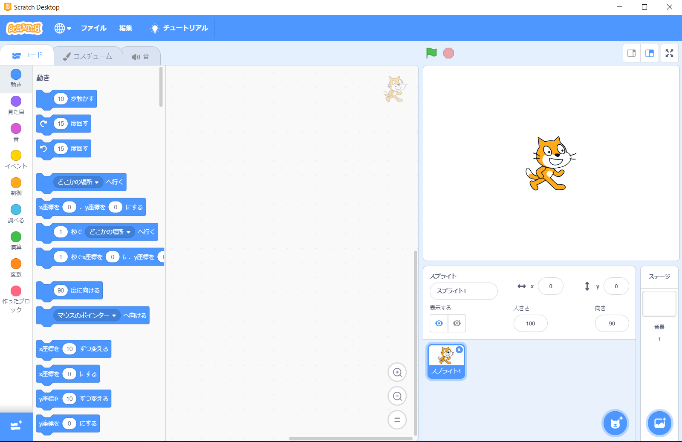 Scratch Desktop
SCRATCH
ファイル 編集 チュートリアル
コード コスチューム 音
動き
見た目
音
イベント
制御
調べる
演算
変数
作ったブロック
動き
10 歩動かす
15 度回す
15 度回す
どこかの場所 へ行く
x座標を 0 、y座標を 0 にする
1 秒で どこかの場所 へ行く
1 秒でx座標を 0 に、y座標を
90 度に向ける
マウスのポインター へ向ける
x座標を 10 ずつ変える
x座標を 0 にする
y座標を 10 ずつ変える
y座標を 0 にする
スプライト
スプライト1
x 0 y 0
表示する
大きさ 100
向き 90
スプライト1
ステージ
背景
1